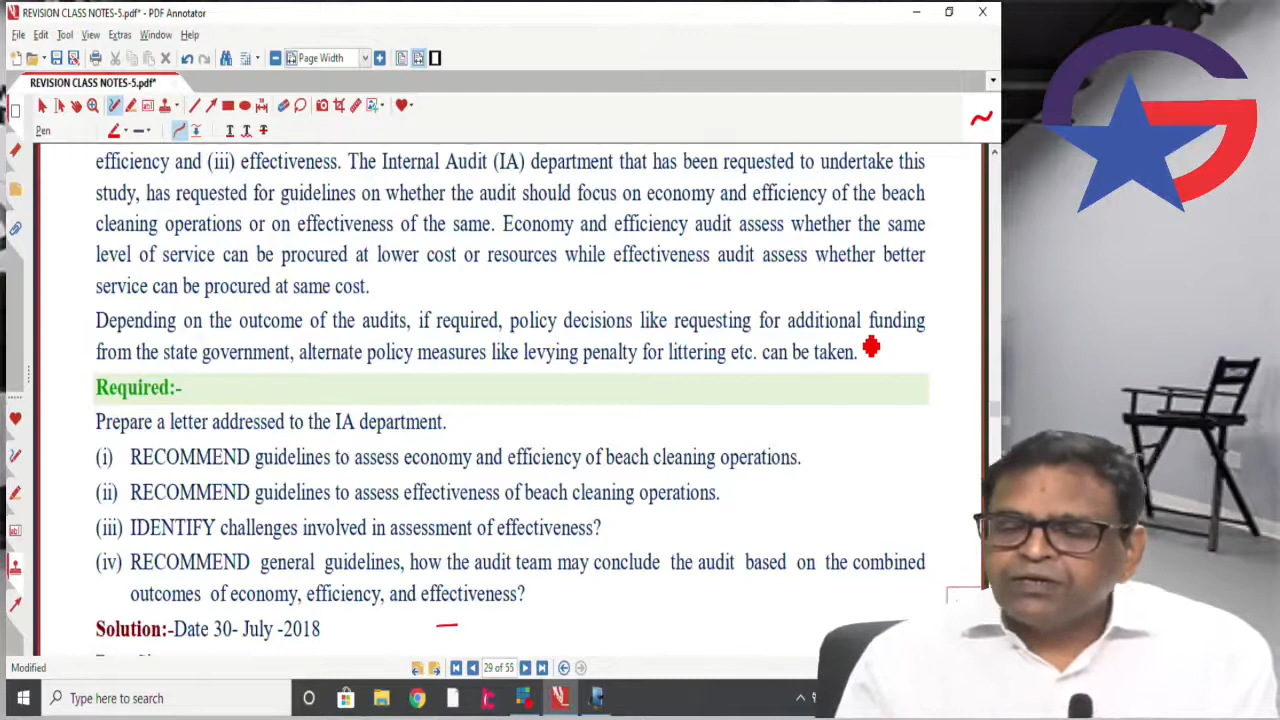 REVISION CLASS NOTES-5.pdf* - PDF Annotator
File Edit Tool View Extras Window Help
Page Width
REVISION CLASS NOTES-5.pdf*
Pen
efficiency and (iii) effectiveness. The Internal Audit (IA) department that has been requested to undertake this
study, has requested for guidelines on whether the audit should focus on economy and efficiency of the beach
cleaning operations or on effectiveness of the same. Economy and efficiency audit assess whether the same
level of service can be procured at lower cost or resources while effectiveness audit assess whether better
service can be procured at same cost.
Depending on the outcome of the audits, if required, policy decisions like requesting for additional funding
from the state government, alternate policy measures like levying penalty for littering etc. can be taken.
Required:-
Prepare a letter addressed to the IA department.
(i) RECOMMEND guidelines to assess economy and efficiency of beach cleaning operations.
(ii) RECOMMEND guidelines to assess effectiveness of beach cleaning operations.
(iii) IDENTIFY challenges involved in assessment of effectiveness?
(iv) RECOMMEND general guidelines, how the audit team may conclude the audit based on the combined
outcomes of economy, efficiency, and effectiveness?
Solution:-Date 30- July -2018
Modified
29 of 55
Type here to search